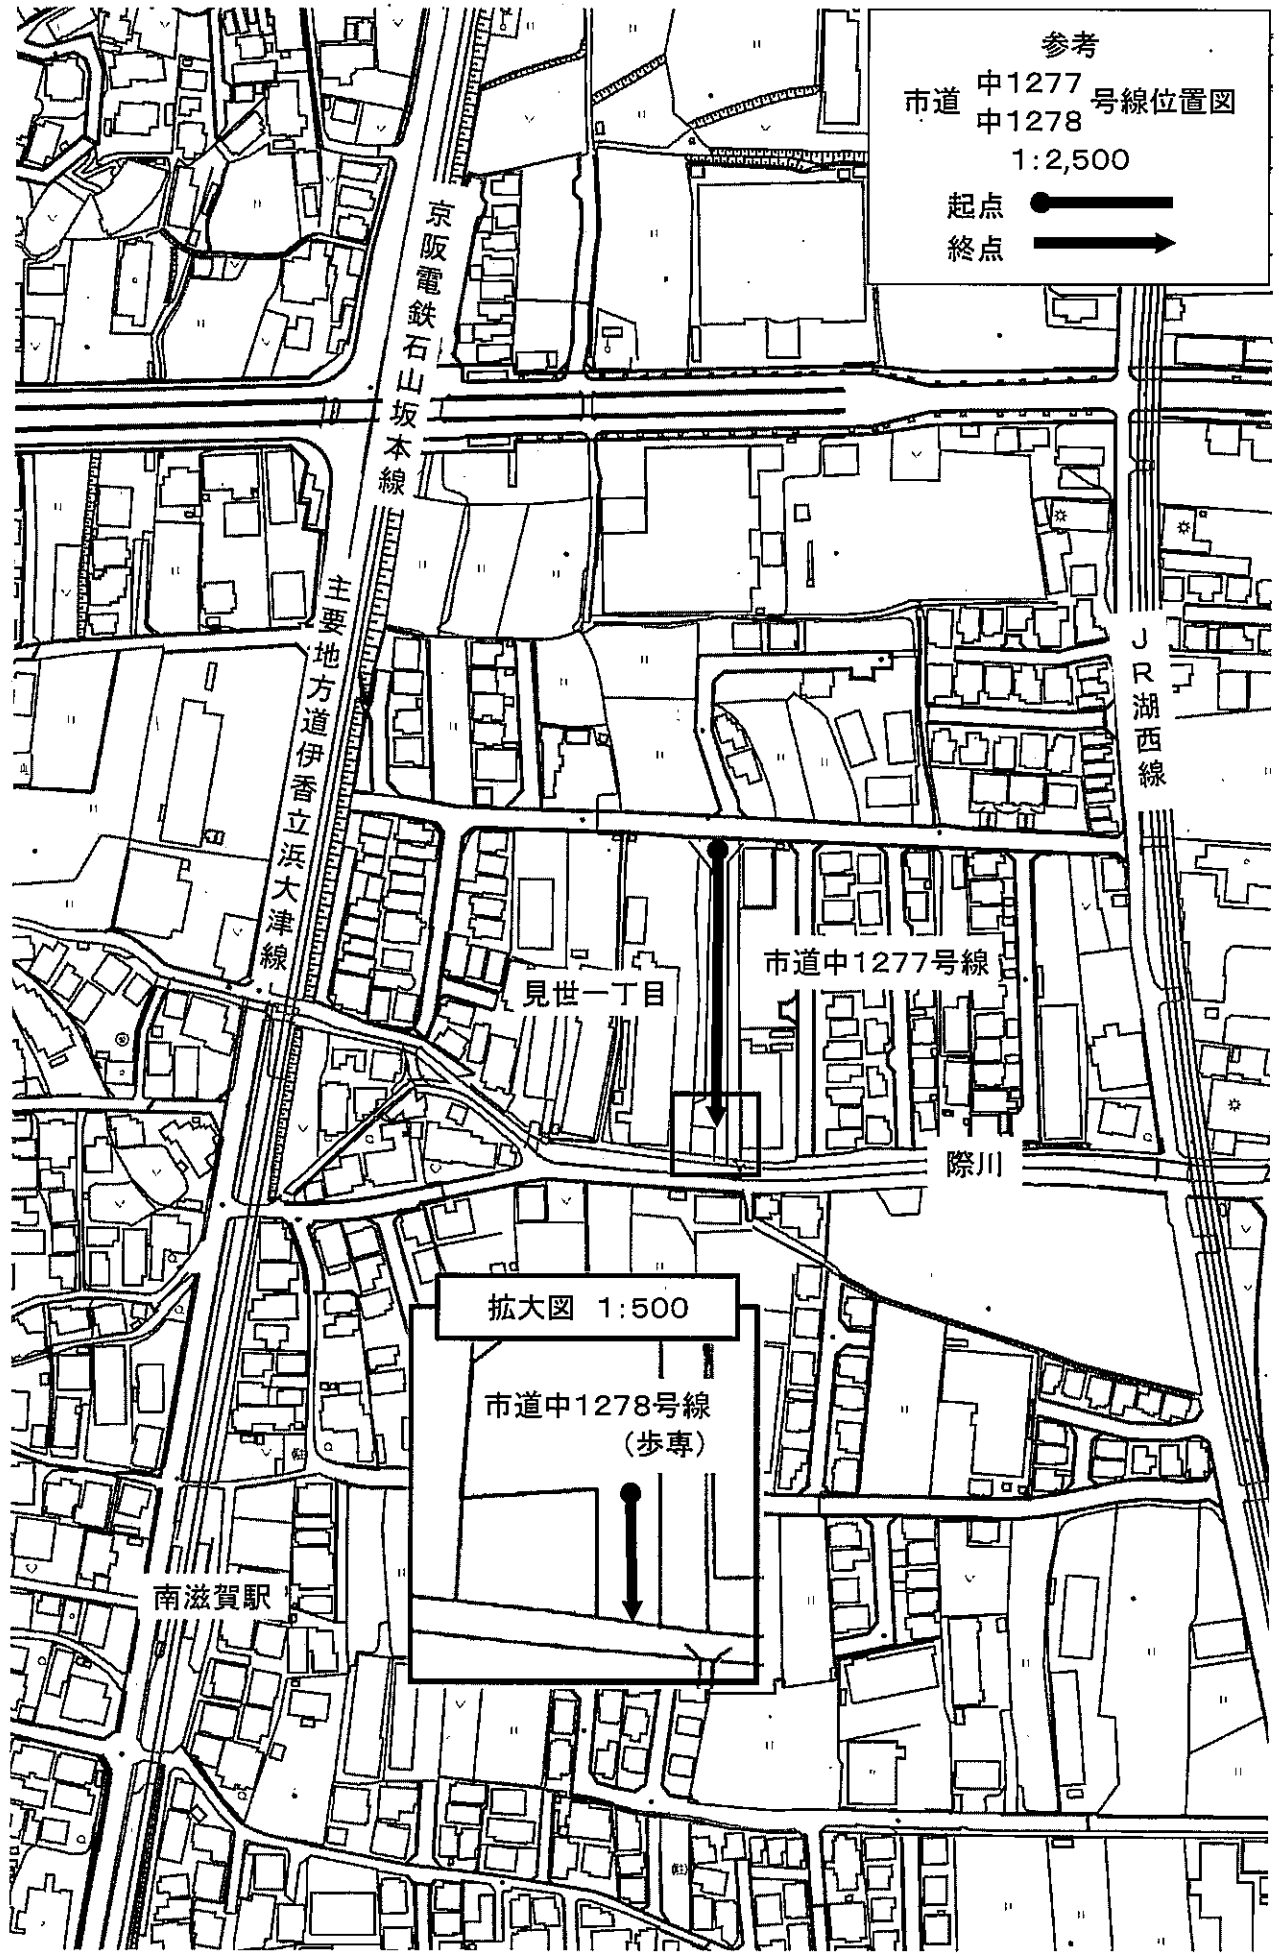 参考
市道 中1277 号線位置図
中1278
1:2,500
起点
終点
京阪電鉄石山坂本線
主要地方道伊香立浜大津線
JR湖西線
市道中1277号線
見世一丁目
際川
拡大図 1:500
市道中1278号線
(歩専)
南滋賀駅